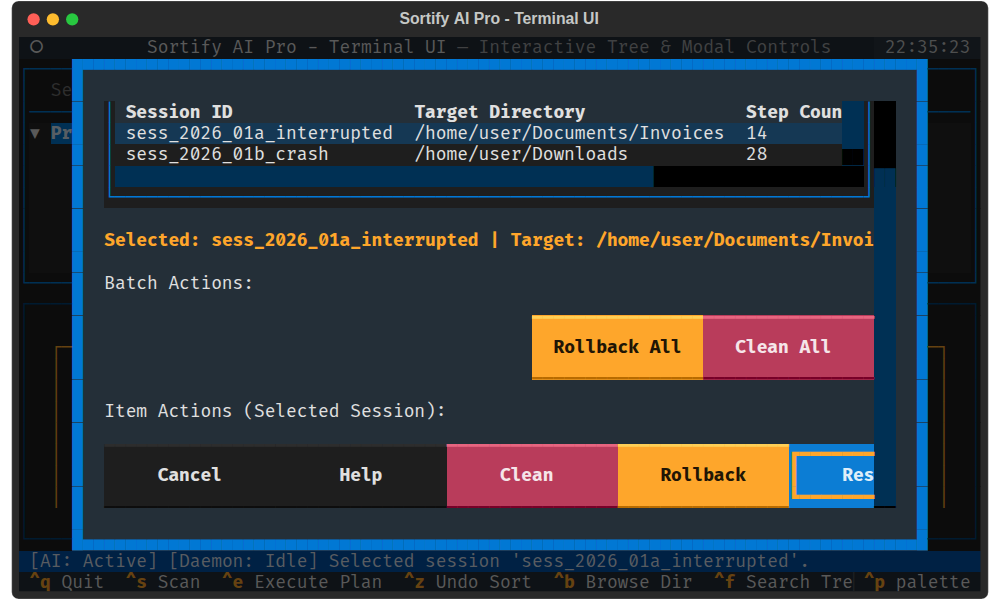 Sortify AI Pro - Terminal UI
Sortify AI Pro - Terminal UI — Interactive Tree & Modal Controls 22:35:23
Se
▼ Pr
Session ID Target Directory Step Coun
sess_2026_01a_interrupted /home/user/Documents/Invoices 14
sess_2026_01b_crash /home/user/Downloads 28
Selected: sess_2026_01a_interrupted | Target: /home/user/Documents/Invoi
Batch Actions:
Rollback All Clean All
Item Actions (Selected Session):
Cancel Help Clean Rollback Res
[AI: Active] [Daemon: Idle] Selected session 'sess_2026_01a_interrupted'.
^q Quit ^s Scan ^e Execute Plan ^z Undo Sort ^b Browse Dir ^f Search Tre ^p palette